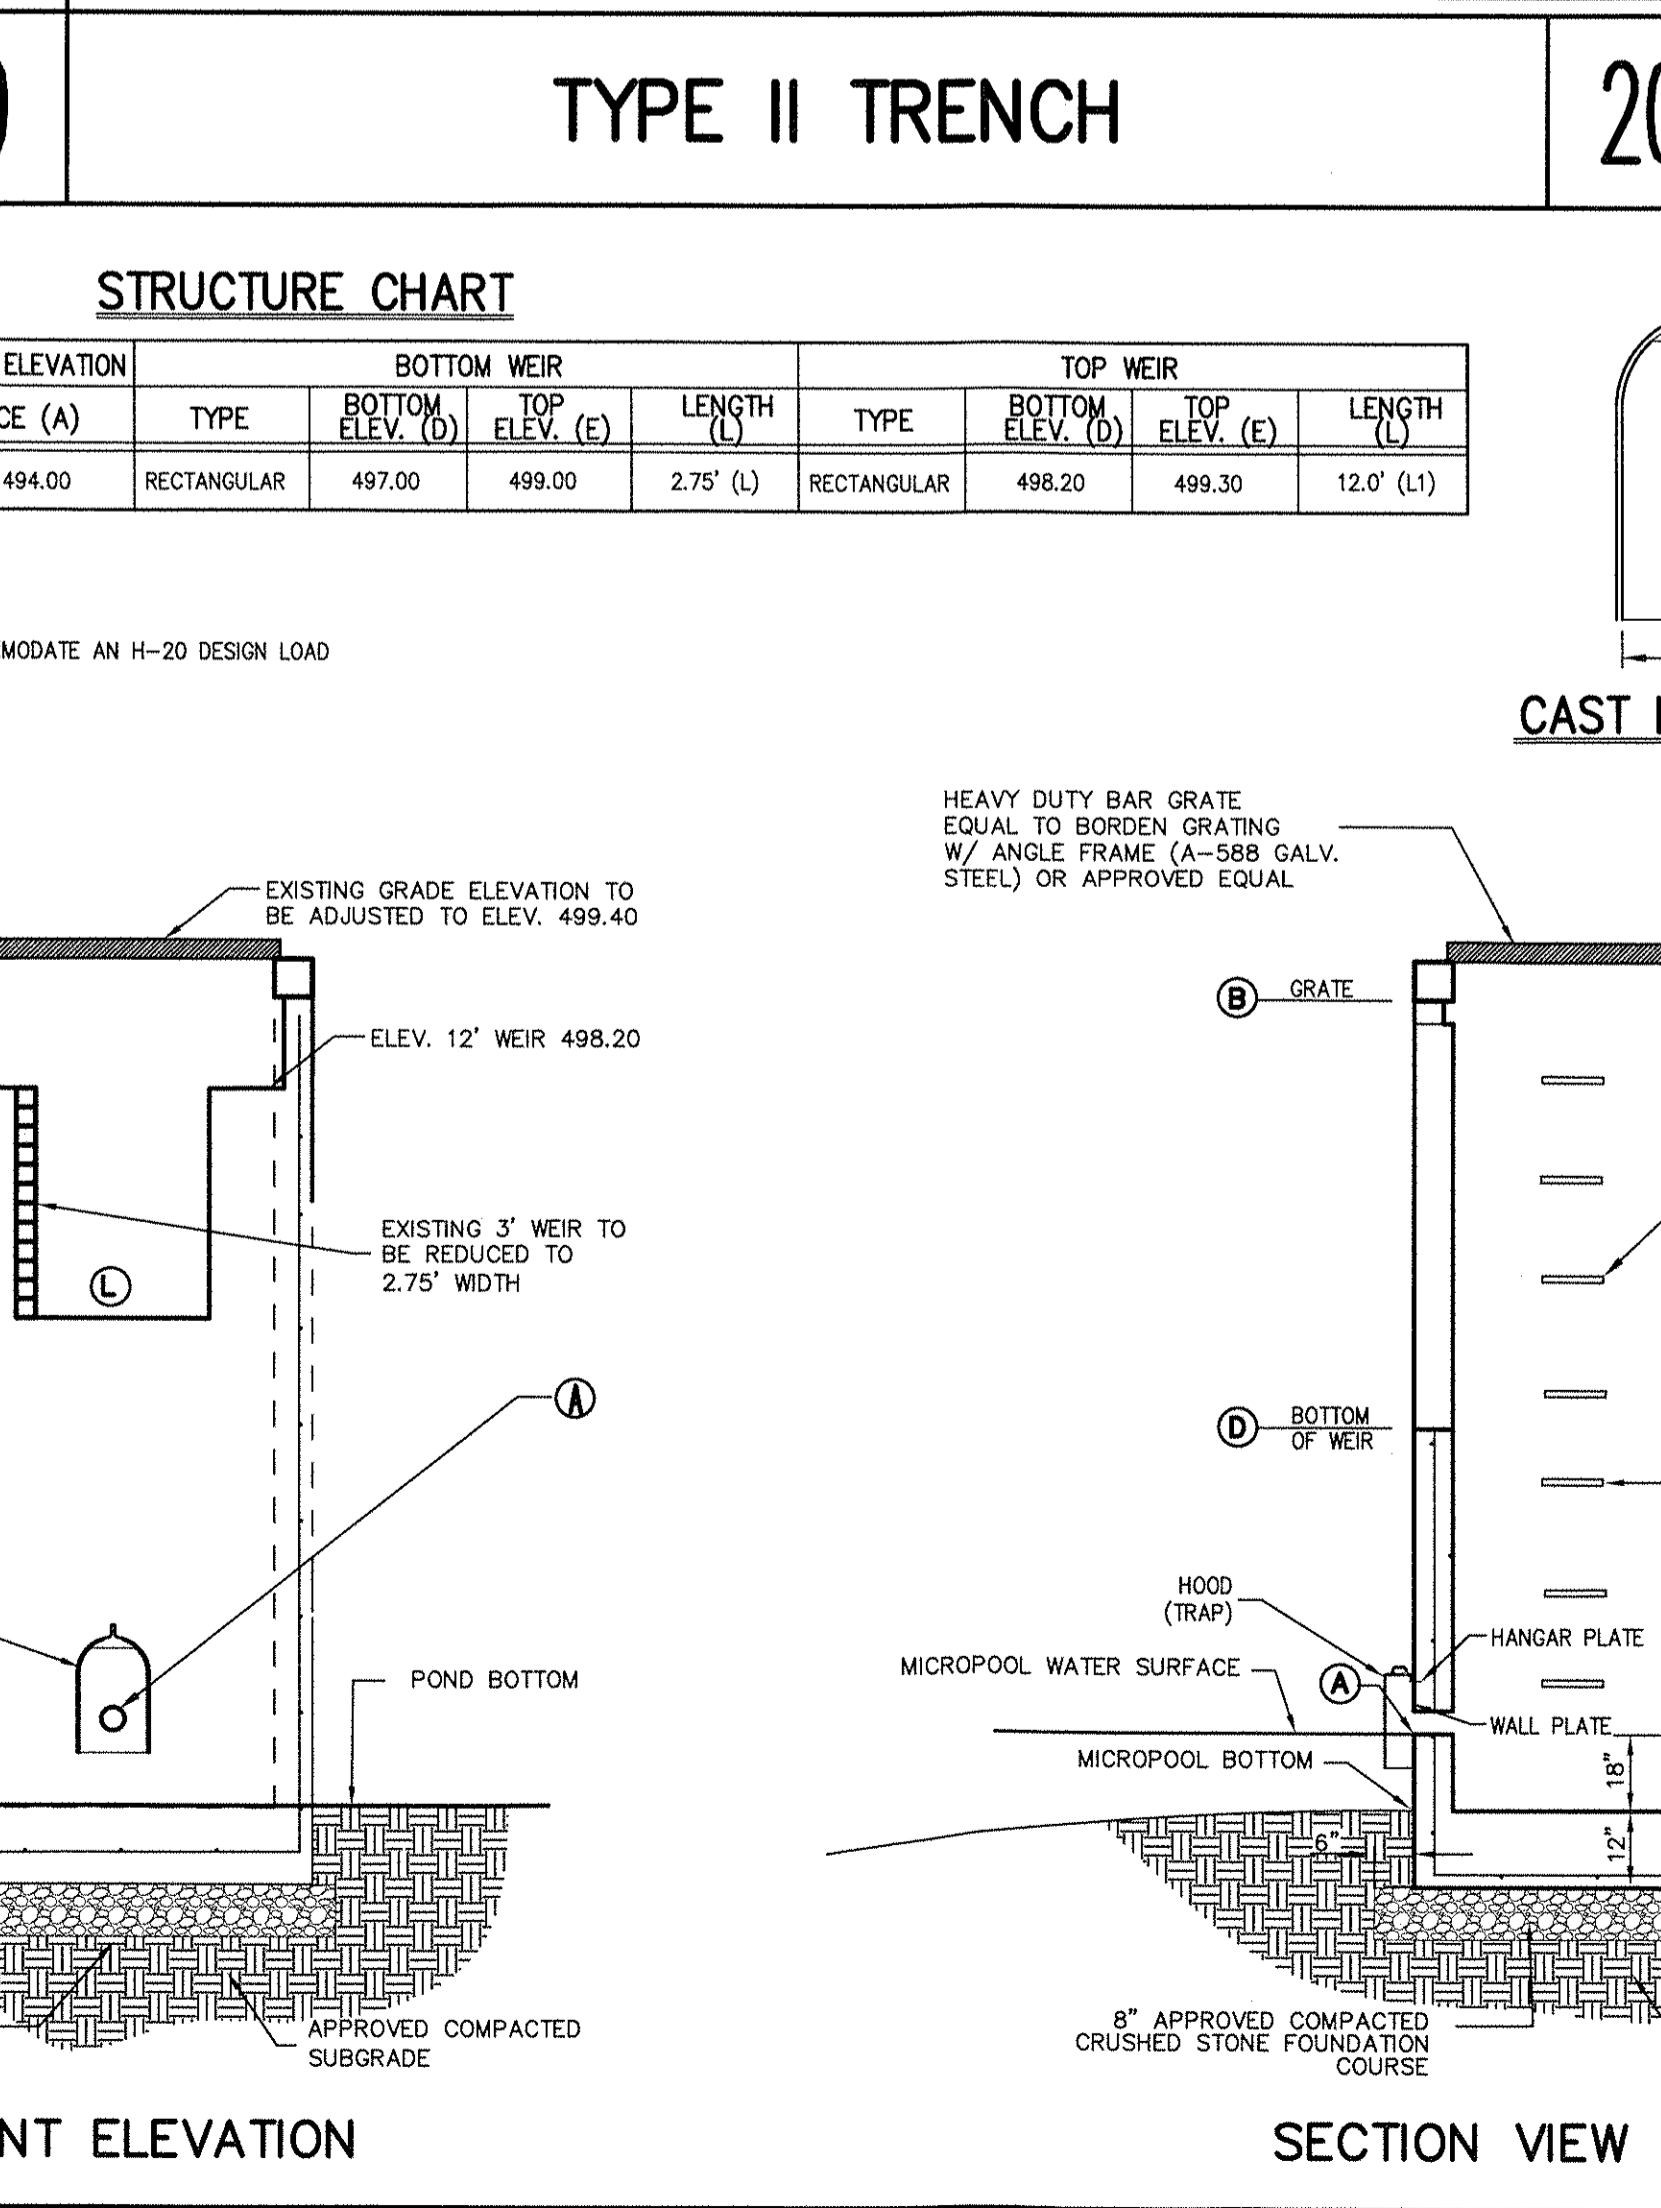 TYPE II TRENCH
STRUCTURE CHART
ELEVATION
BOTTOM WEIR
TOP WEIR
CE (A)
TYPE
BOTTOM
ELEV. (D)
TOP
ELEV. (E)
LENGTH
(L)
TYPE
BOTTOM
ELEV. (D)
TOP
ELEV. (E)
LENGTH
(L)
494.00
RECTANGULAR
497.00
499.00
2.75' (L)
RECTANGULAR
498.20
499.30
12.0' (L1)
MODATE AN H-20 DESIGN LOAD
CAST
HEAVY DUTY BAR GRATE
EQUAL TO BORDEN GRATING
W/ ANGLE FRAME (A-588 GALV.
STEEL) OR APPROVED EQUAL
EXISTING GRADE ELEVATION TO
BE ADJUSTED TO ELEV. 499.40
B
GRATE
ELEV. 12' WEIR 498.20
EXISTING 3' WEIR TO
BE REDUCED TO
2.75' WIDTH
L
A
D
BOTTOM
OF WEIR
HOOD
(TRAP)
HANGAR PLATE
MICROPOOL WATER SURFACE
A
POND BOTTOM
WALL PLATE
MICROPOOL BOTTOM
18"
6"
12"
APPROVED COMPACTED
SUBGRADE
8" APPROVED COMPACTED
CRUSHED STONE FOUNDATION
COURSE
NT ELEVATION
SECTION VIEW